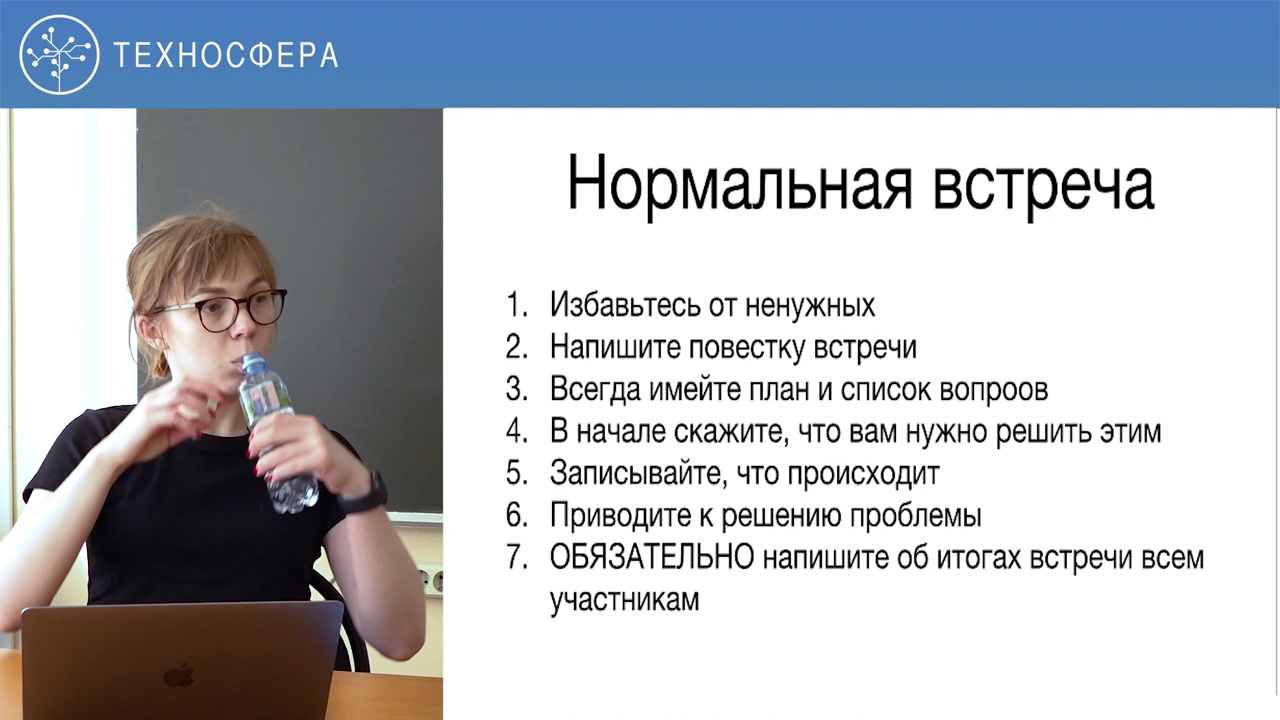 ТЕХНОСФЕРА
Нормальная встреча
1. Избавьтесь от ненужных
2. Напишите повестку встречи
3. Всегда имейте план и список вопроов
4. В начале скажите, что вам нужно решить этим
5. Записывайте, что происходит
6. Приводите к решению проблемы
7. ОБЯЗАТЕЛЬНО напишите об итогах встречи всем
участникам